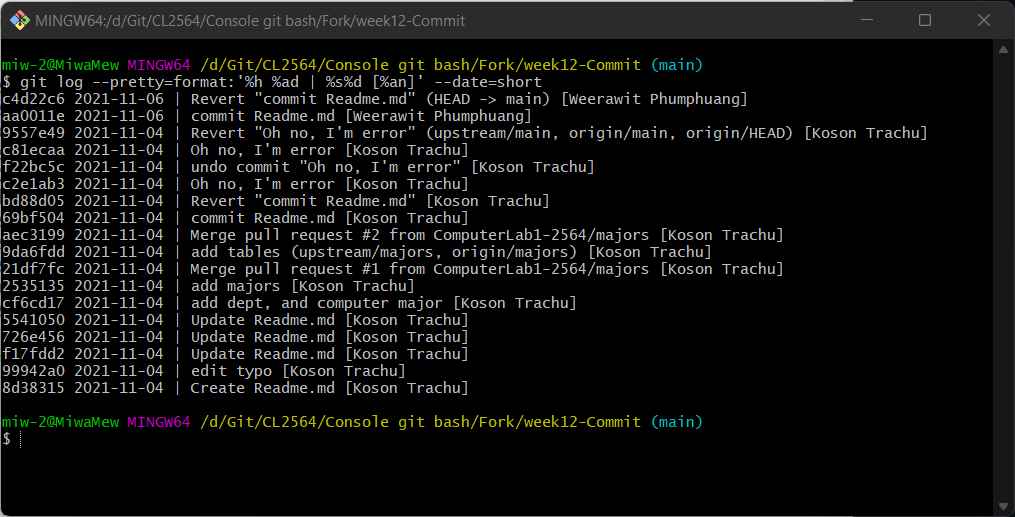 MINGW64:/d/Git/CL2564/Console git bash/Fork/week12-Commit
miw-2@MiwaMew MINGW64 /d/Git/CL2564/Console git bash/Fork/week12-Commit (main)
$ git log --pretty=format:'%h %ad | %s%d [%an]' --date=short
c4d22c6 2021-11-06 | Revert "commit Readme.md" (HEAD -> main) [Weerawit Phumphuang]
aa0011e 2021-11-06 | commit Readme.md [Weerawit Phumphuang]
9557e49 2021-11-04 | Revert "Oh no, I'm error" (upstream/main, origin/main, origin/HEAD) [Koson Trachu]
c81ecaa 2021-11-04 | Oh no, I'm error [Koson Trachu]
f22bc5c 2021-11-04 | undo commit "Oh no, I'm error" [Koson Trachu]
c2e1ab3 2021-11-04 | Oh no, I'm error [Koson Trachu]
bd88d05 2021-11-04 | Revert "commit Readme.md" [Koson Trachu]
69bf504 2021-11-04 | commit Readme.md [Koson Trachu]
aec3199 2021-11-04 | Merge pull request #2 from ComputerLab1-2564/majors [Koson Trachu]
9da6fdd 2021-11-04 | add tables (upstream/majors, origin/majors) [Koson Trachu]
21df7fc 2021-11-04 | Merge pull request #1 from ComputerLab1-2564/majors [Koson Trachu]
2535135 2021-11-04 | add majors [Koson Trachu]
cf6cd17 2021-11-04 | add dept, and computer major [Koson Trachu]
5541050 2021-11-04 | Update Readme.md [Koson Trachu]
726e456 2021-11-04 | Update Readme.md [Koson Trachu]
f17fdd2 2021-11-04 | Update Readme.md [Koson Trachu]
99942a0 2021-11-04 | edit typo [Koson Trachu]
8d38315 2021-11-04 | Create Readme.md [Koson Trachu]
miw-2@MiwaMew MINGW64 /d/Git/CL2564/Console git bash/Fork/week12-Commit (main)
$